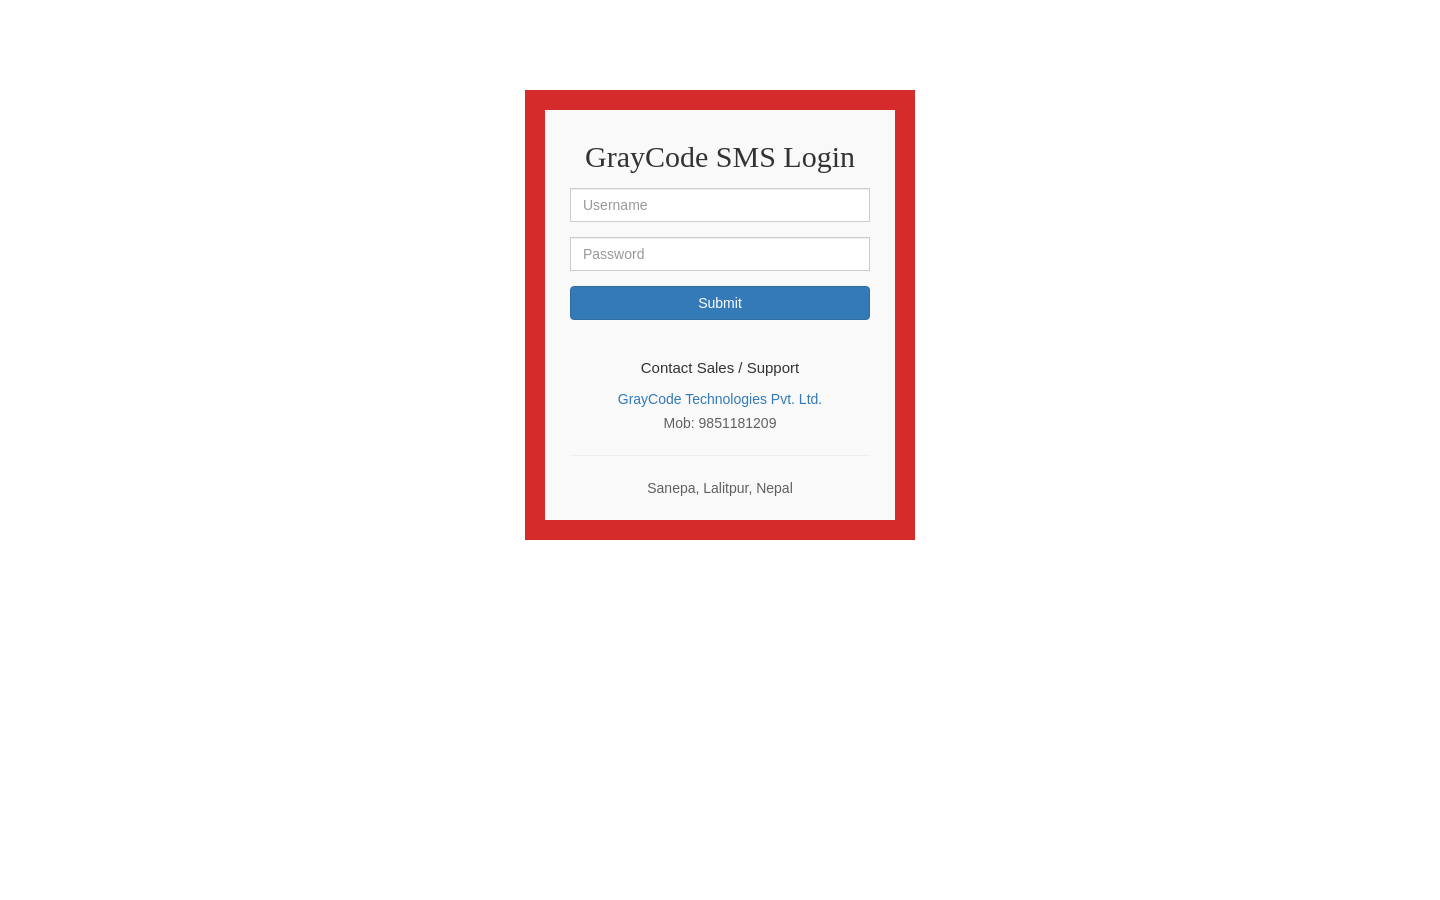 GrayCode SMS Login
Username
Password
Submit
Contact Sales / Support
GrayCode Technologies Pvt. Ltd.
Mob: 9851181209
Sanepa, Lalitpur, Nepal